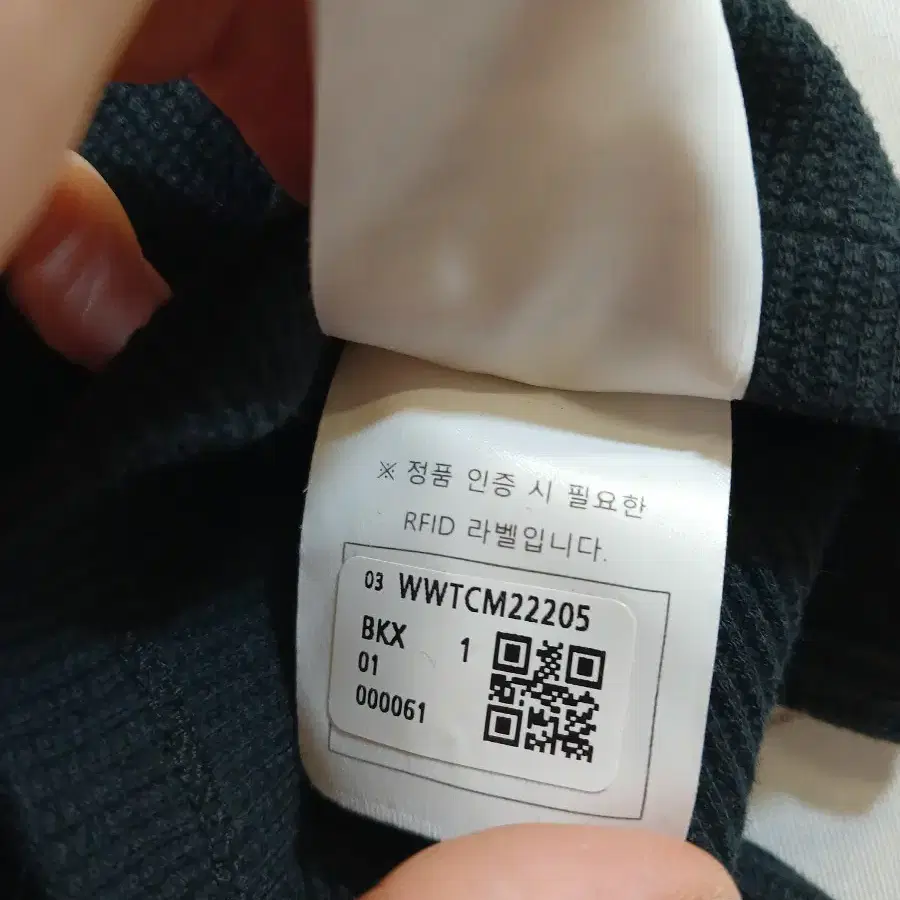 ※ 정품 인증 시 필요한
RFID 라벨입니다.
03 WWTCM22205
BKX 1
01
000061